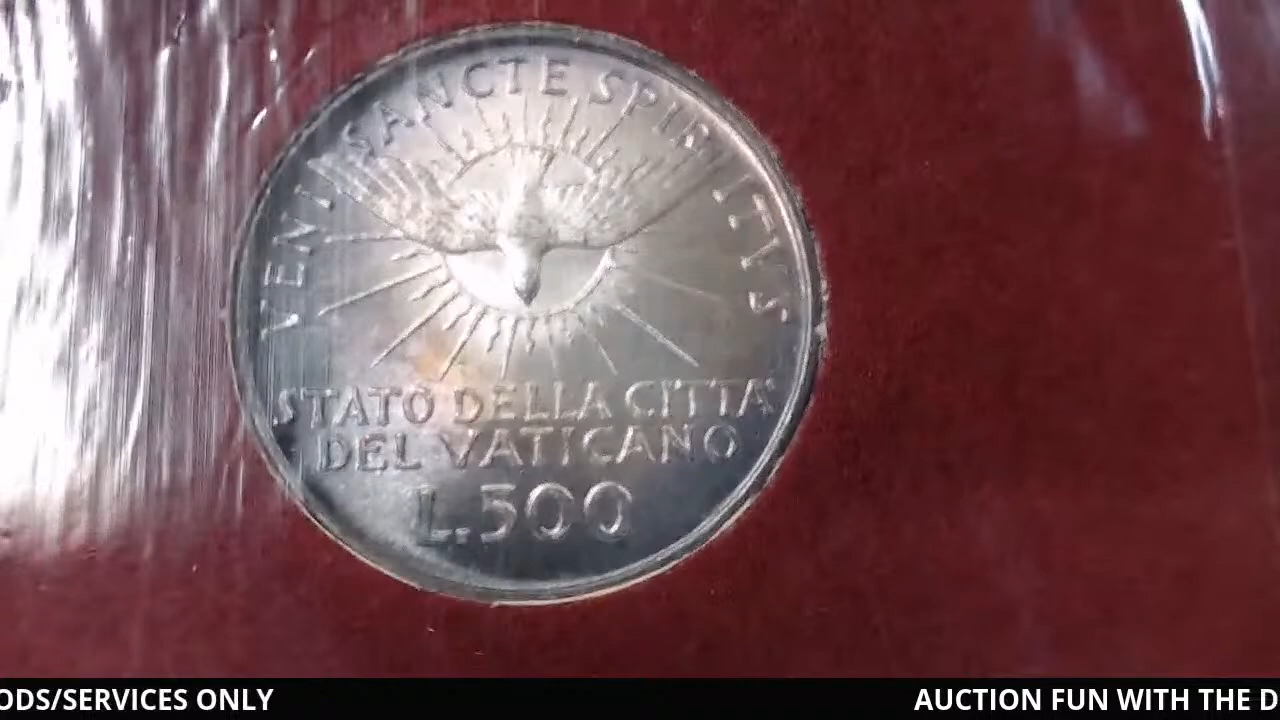 VENI SANCTE SPIRITVS
STATO DELLA CITTA'
DEL VATICANO
L.500
ODS/SERVICES ONLY
AUCTION FUN WITH THE D